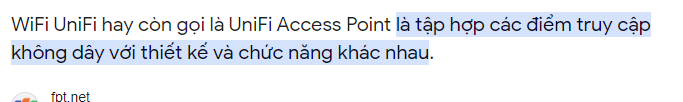 WiFi UniFi hay còn gọi là UniFi Access Point là tập hợp các điểm truy cập
không dây với thiết kế và chức năng khác nhau.
fpt.net